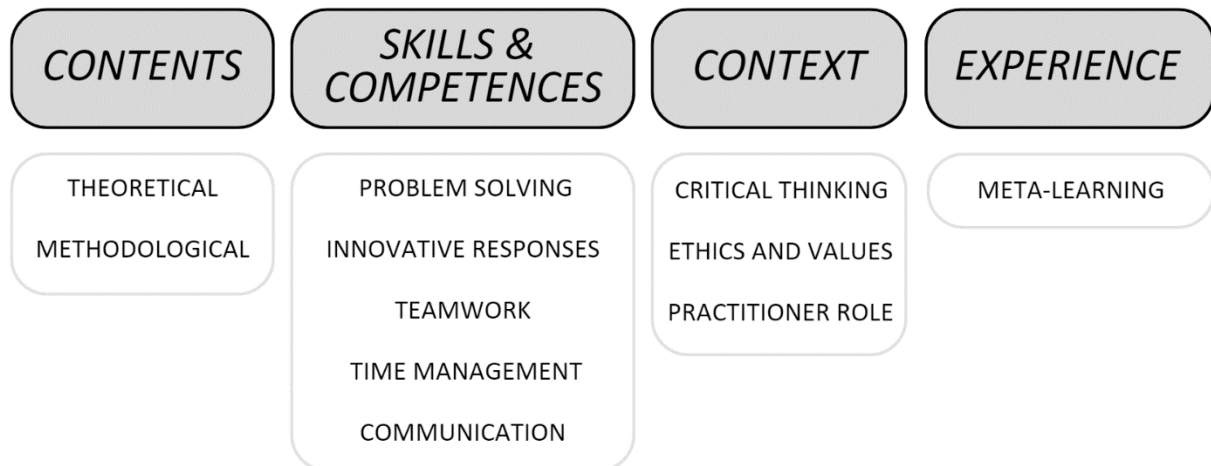 CONTENTS
THEORETICAL
METHODOLOGICAL
SKILLS &
COMPETENCES
PROBLEM SOLVING
INNOVATIVE RESPONSES
TEAMWORK
TIME MANAGEMENT
COMMUNICATION
CONTEXT
CRITICAL THINKING
ETHICS AND VALUES
PRACTITIONER ROLE
EXPERIENCE
META-LEARNING